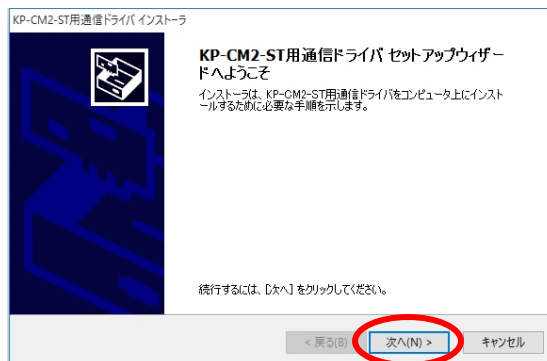 KP-CM2-ST用通信ドライバ インストーラ
KP-CM2-ST用通信ドライバ セットアップウィザー
ドへようこそ
インストーラは、KP-CM2-ST用通信ドライバをコンピュータ上にインスト
ールするために必要な手順を示します。
続行するには、[次へ] をクリックしてください。
< 戻る(B)
次へ(N) >
キャンセル